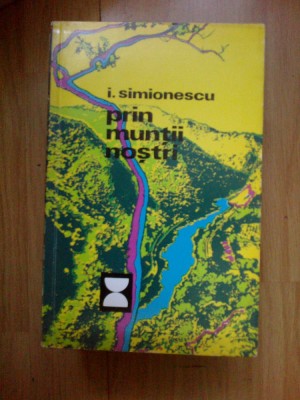 i. simionescu
prin
munții
noștri